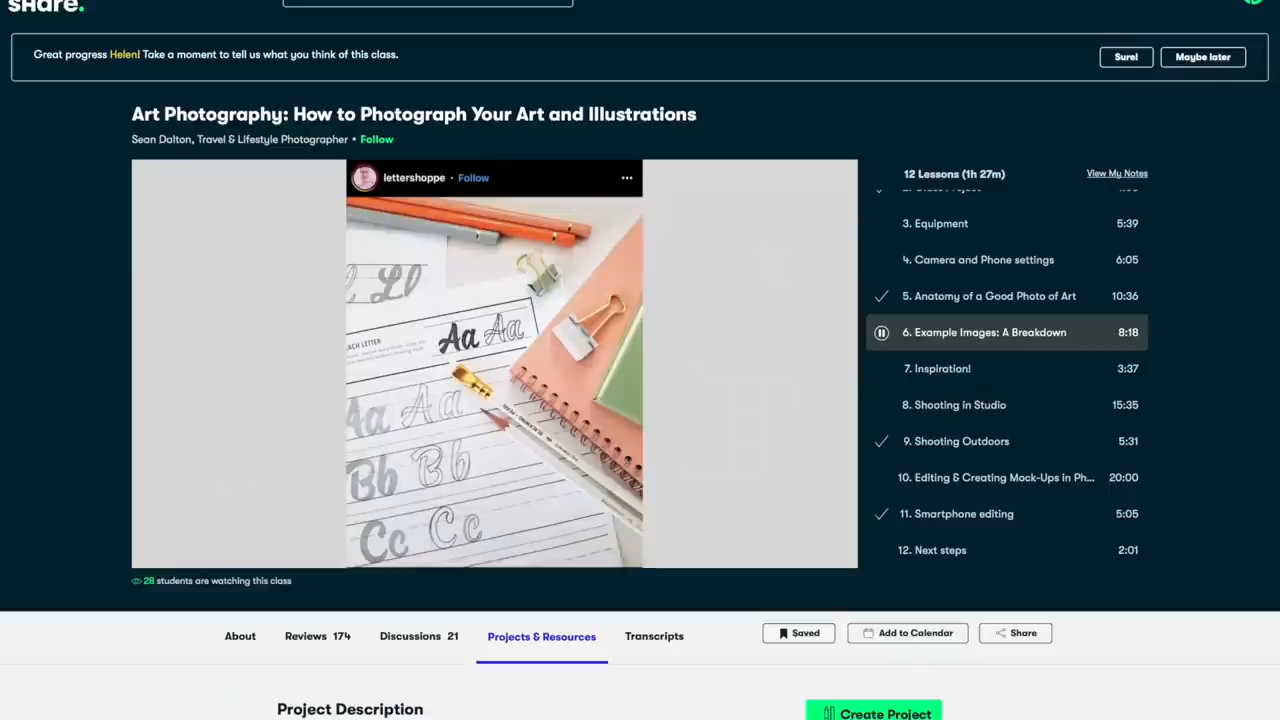 share.
Great progress Helen! Take a moment to tell us what you think of this class.
Sure!
Maybe later
Art Photography: How to Photograph Your Art and Illustrations
Sean Dalton, Travel & Lifestyle Photographer • Follow
lettershoppe • Follow
12 Lessons (1h 27m)
View My Notes
3. Equipment 5:39
4. Camera and Phone settings 6:05
5. Anatomy of a Good Photo of Art 10:36
6. Example Images: A Breakdown 8:18
7. Inspiration! 3:37
8. Shooting in Studio 15:35
9. Shooting Outdoors 5:31
10. Editing & Creating Mock-Ups in Ph... 20:00
11. Smartphone editing 5:05
12. Next steps 2:01
Ll
EACH LETTER
Aa Aa
Aa Aa
Bb Bb
Cc Cc
28 students are watching this class
About
Reviews 174
Discussions 21
Projects & Resources
Transcripts
Saved
Add to Calendar
Share
Project Description
Create Project